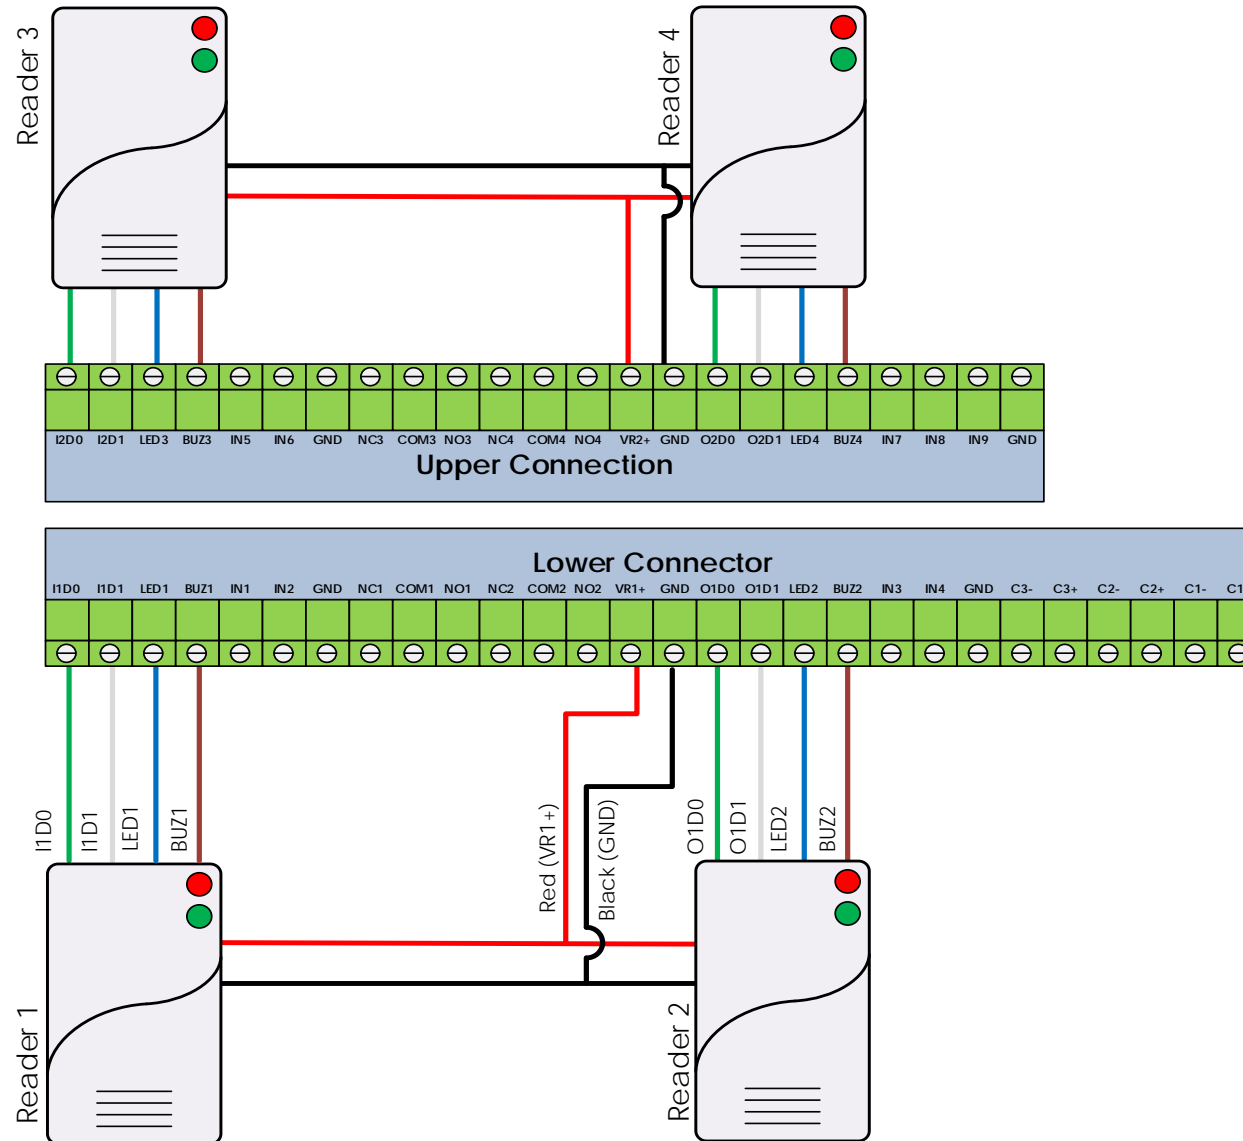 Reader 3
Reader 4
I2D0 I2D1 LED3 BUZ3 IN5 IN6 GND NC3 COM3 NO3 NC4 COM4 NO4 VR2+ GND O2D0 O2D1 LED4 BUZ4 IN7 IN8 IN9 GND
Upper Connection
Lower Connector
I1D0 I1D1 LED1 BUZ1 IN1 IN2 GND NC1 COM1 NO1 NC2 COM2 NO2 VR1+ GND O1D0 O1D1 LED2 BUZ2 IN3 IN4 GND C3- C3+ C2- C2+ C1- C1
I1D0
I1D1
LED1
BUZ1
Red (VR1+)
Black (GND)
O1D0
O1D1
LED2
BUZ2
Reader 1
Reader 2